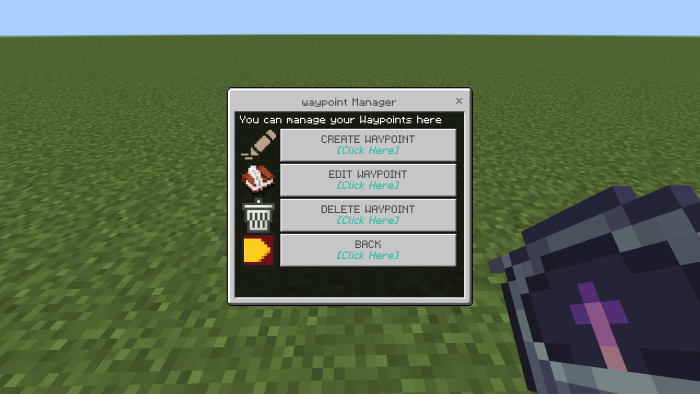 waypoint Manager
You can manage your Waypoints here
CREATE WAYPOINT
[Click Here]
EDIT WAYPOINT
[Click Here]
DELETE WAYPOINT
[Click Here]
BACK
[Click Here]